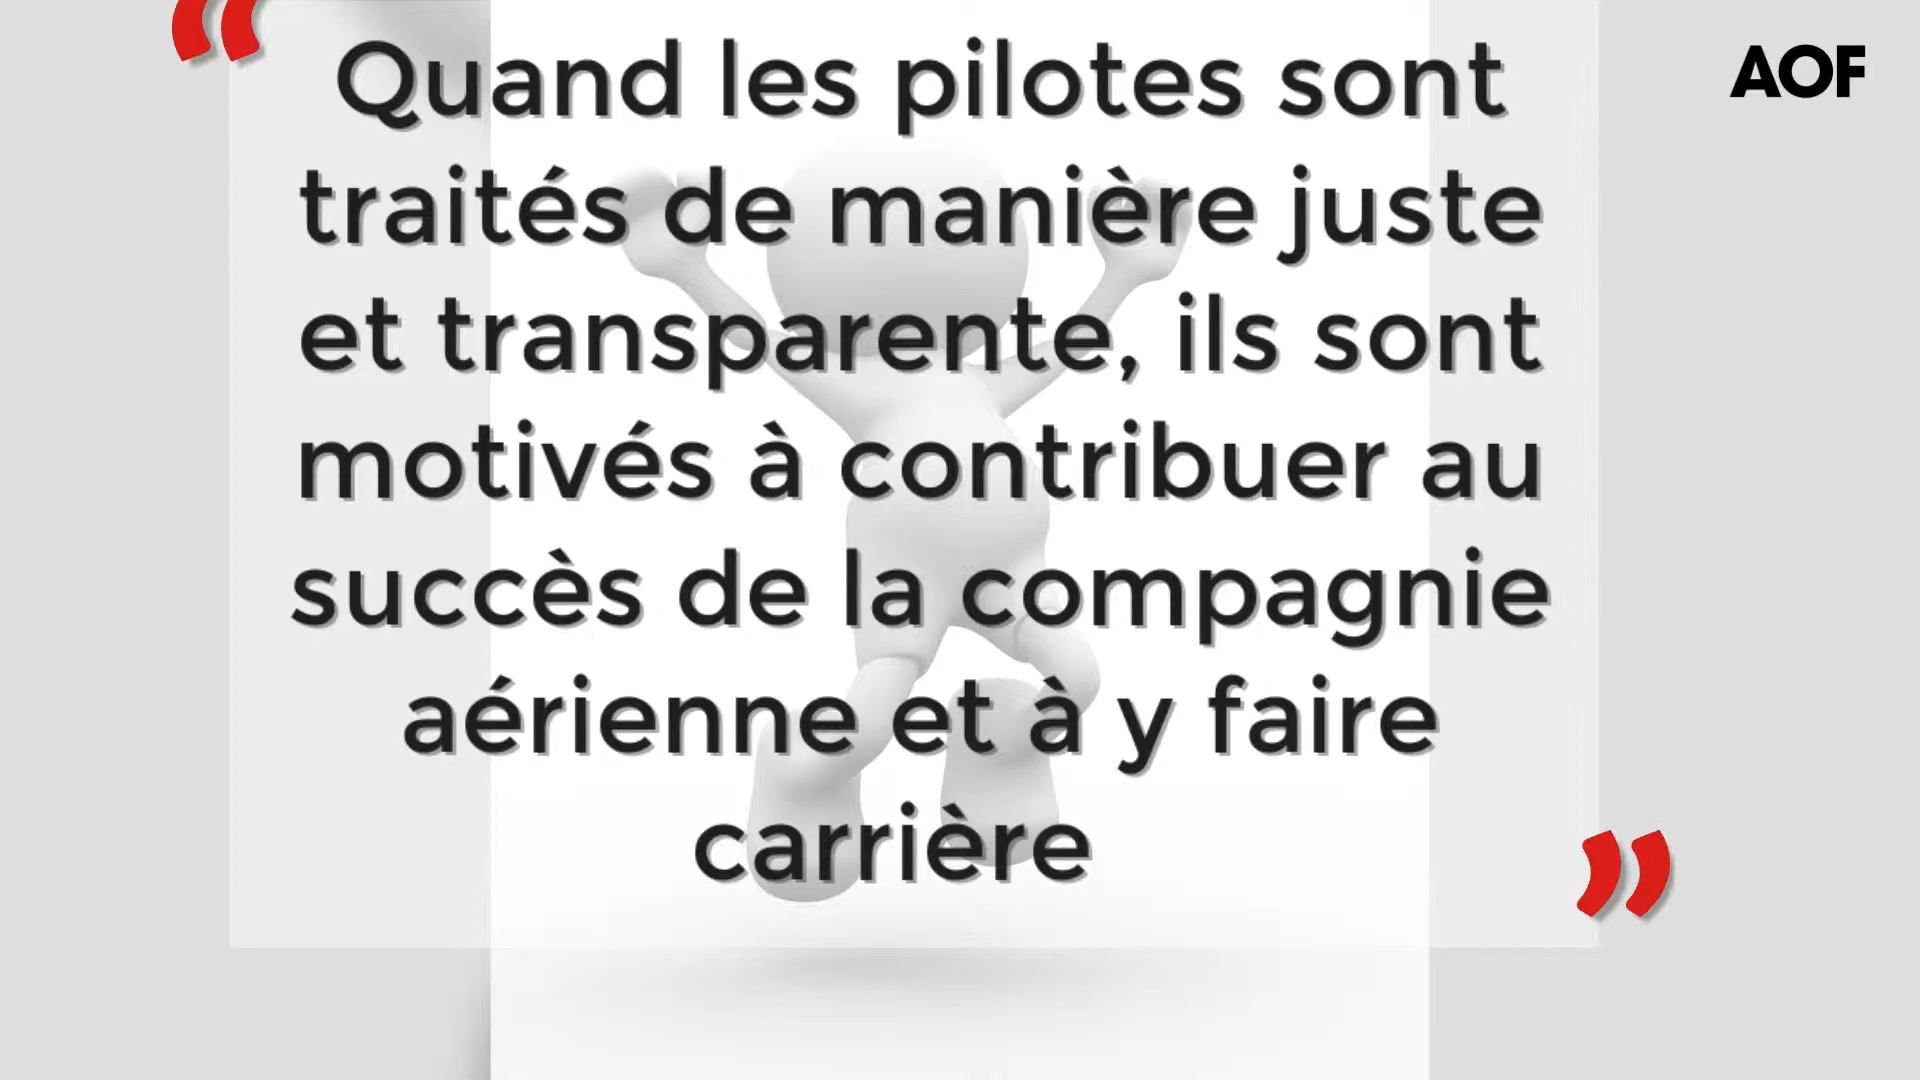 “
AOF
Quand les pilotes sont
traités de manière juste
et transparente, ils sont
motivés à contribuer au
succès de la compagnie
aérienne et à y faire
carrière
”